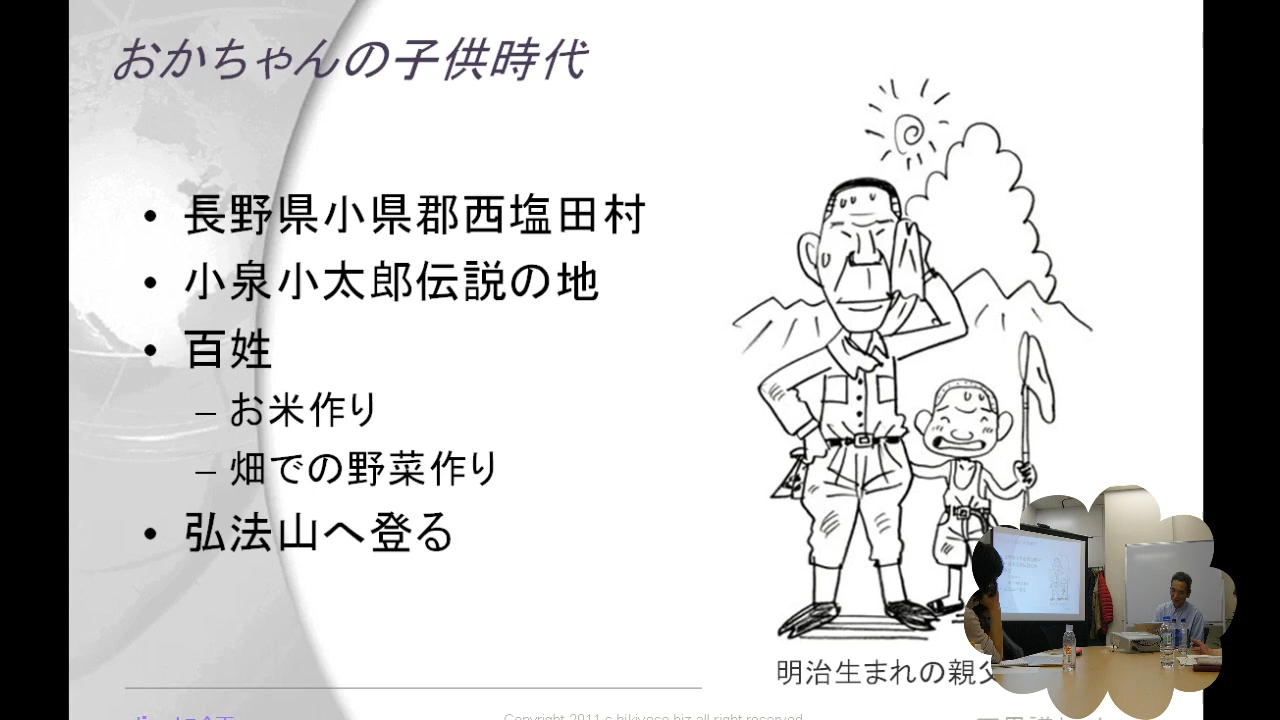 おかちゃんの子供時代
• 長野県小県郡西塩田村
• 小泉小太郎伝説の地
• 百姓
– お米作り
– 畑での野菜作り
• 弘法山へ登る
明治生まれの親父
Copyright 2011 c hikiyose.biz all right reserved